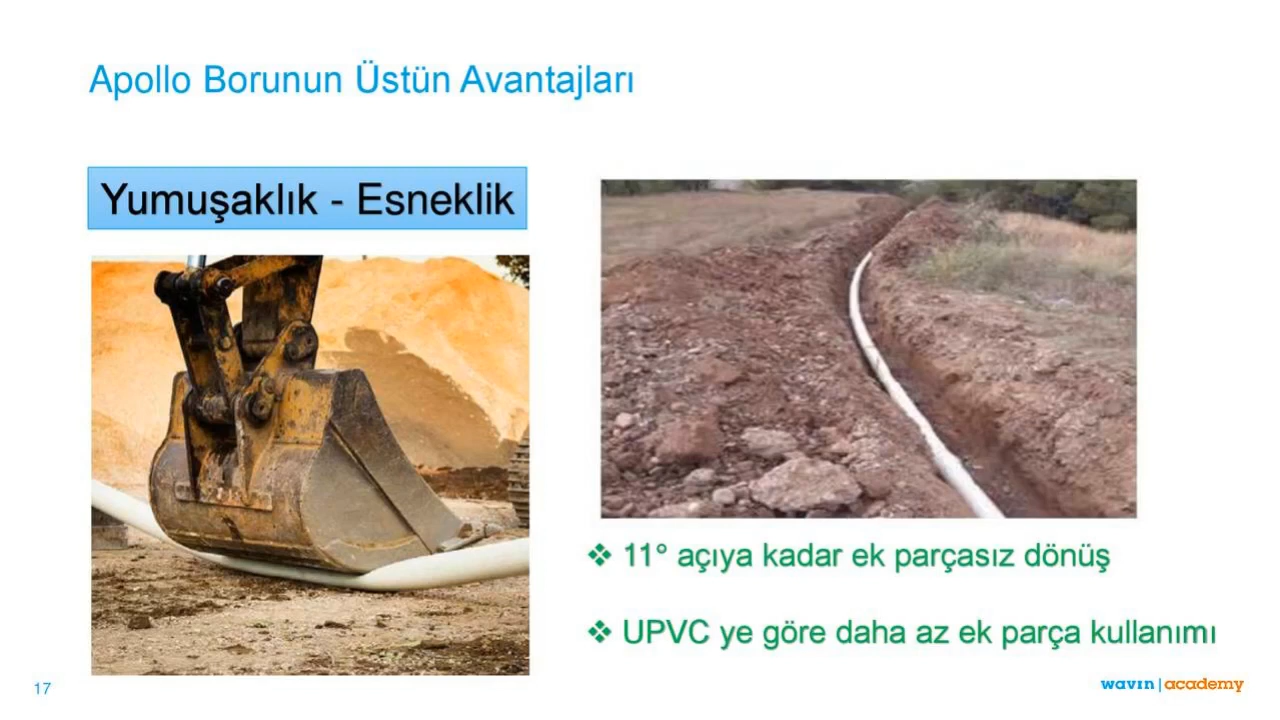 Apollo Borunun Üstün Avantajları
Yumuşaklık - Esneklik
❖ 11° açıya kadar ek parçasız dönüş
❖ UPVC ye göre daha az ek parça kullanımı
17
wavin | academy